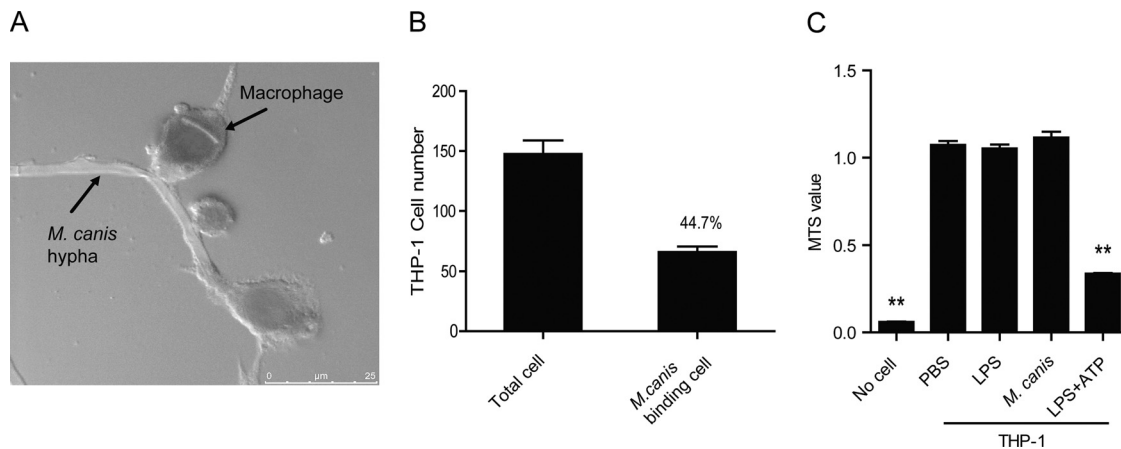 A
Macrophage
M. canis
hypha
0 µm 25
B
THP-1 Cell number
200
150
100
50
0
44.7%
Total cell
M.canis
binding cell
C
MTS value
1.5
1.0
0.5
0.0
**
**
No cell
PBS
LPS
M. canis
LPS+ATP
THP-1